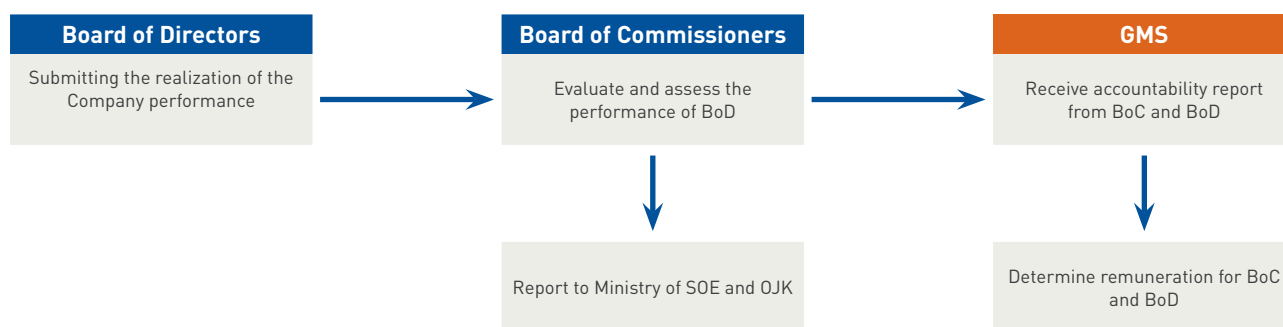 Board of Directors
Submitting the realization of the
Company performance
Board of Commissioners
Evaluate and assess the
performance of BoD
GMS
Receive accountability report
from BoC and BoD
Report to Ministry of SOE and OJK
Determine remuneration for BoC
and BoD